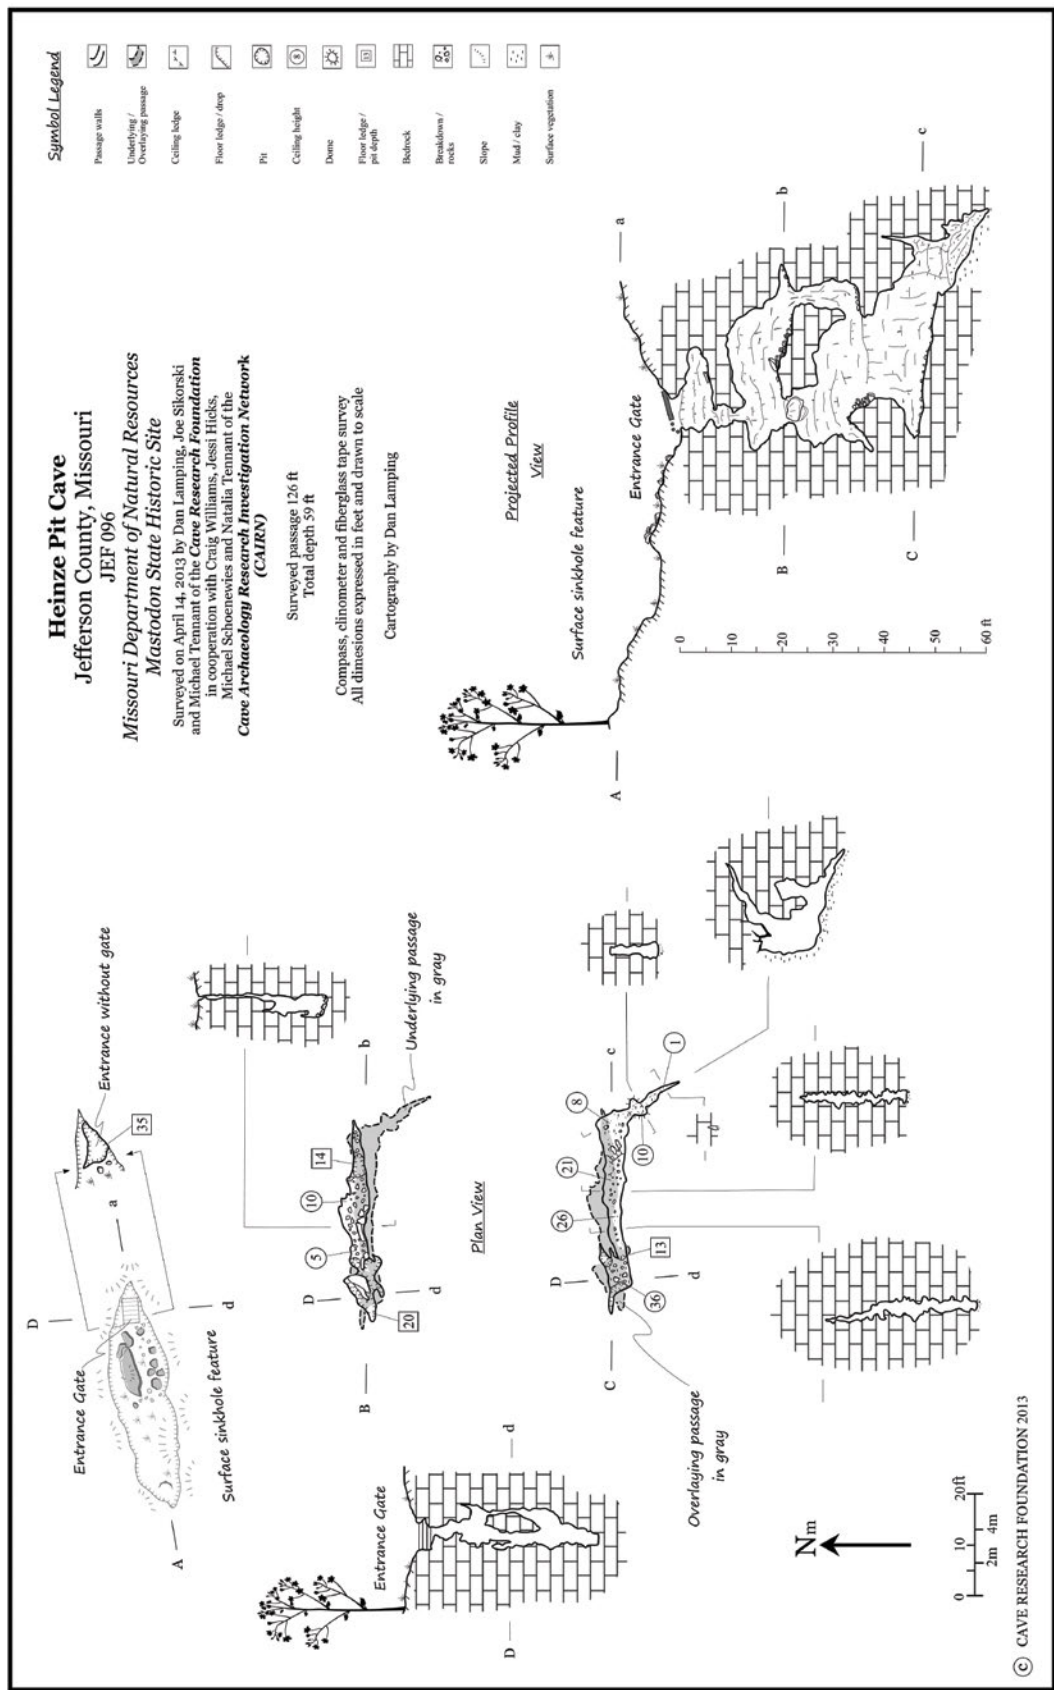 Heinze Pit Cave
Jefferson County, Missouri
JEF 096
Missouri Department of Natural Resources
Mastodon State Historic Site
Surveyed on April 14, 2013 by Dan Lamping, Joe Sikorski
and Michael Tennant of the Cave Research Foundation
in cooperation with Craig Williams, Jessi Hicks,
Michael Schoenewies and Natalia Tennant of the
Cave Archaeology Research Investigation Network
(CAIRN)
Surveyed passage 126 ft
Total depth 59 ft
Compass, clinometer and fiberglass tape survey
All dimesions expressed in feet and drawn to scale
Cartography by Dan Lamping
Symbol Legend
Passage walls
Underlying /
Overlaying passage
Ceiling ledge
Floor ledge / drop
Pit
8
Ceiling height
Dome
Floor ledge /
pit depth
Bedrock
Breakdown /
rocks
Slope
Mud / clay
Surface vegetation
D
Entrance Gate
A
a
d
Surface sinkhole feature
Entrance without gate
35
5
10
14
D
d
20
B
b
Underlying passage
in gray
Plan View
D
d
C
c
36
13
26
21
8
10
1
Overlaying passage
in gray
Entrance Gate
D
d
Projected Profile
View
Surface sinkhole feature
Entrance Gate
A
a
B
b
C
c
0
-10
-20
-30
-40
-50
60 ft
Nm
0
10
20ft
2m
4m
c CAVE RESEARCH FOUNDATION 2013